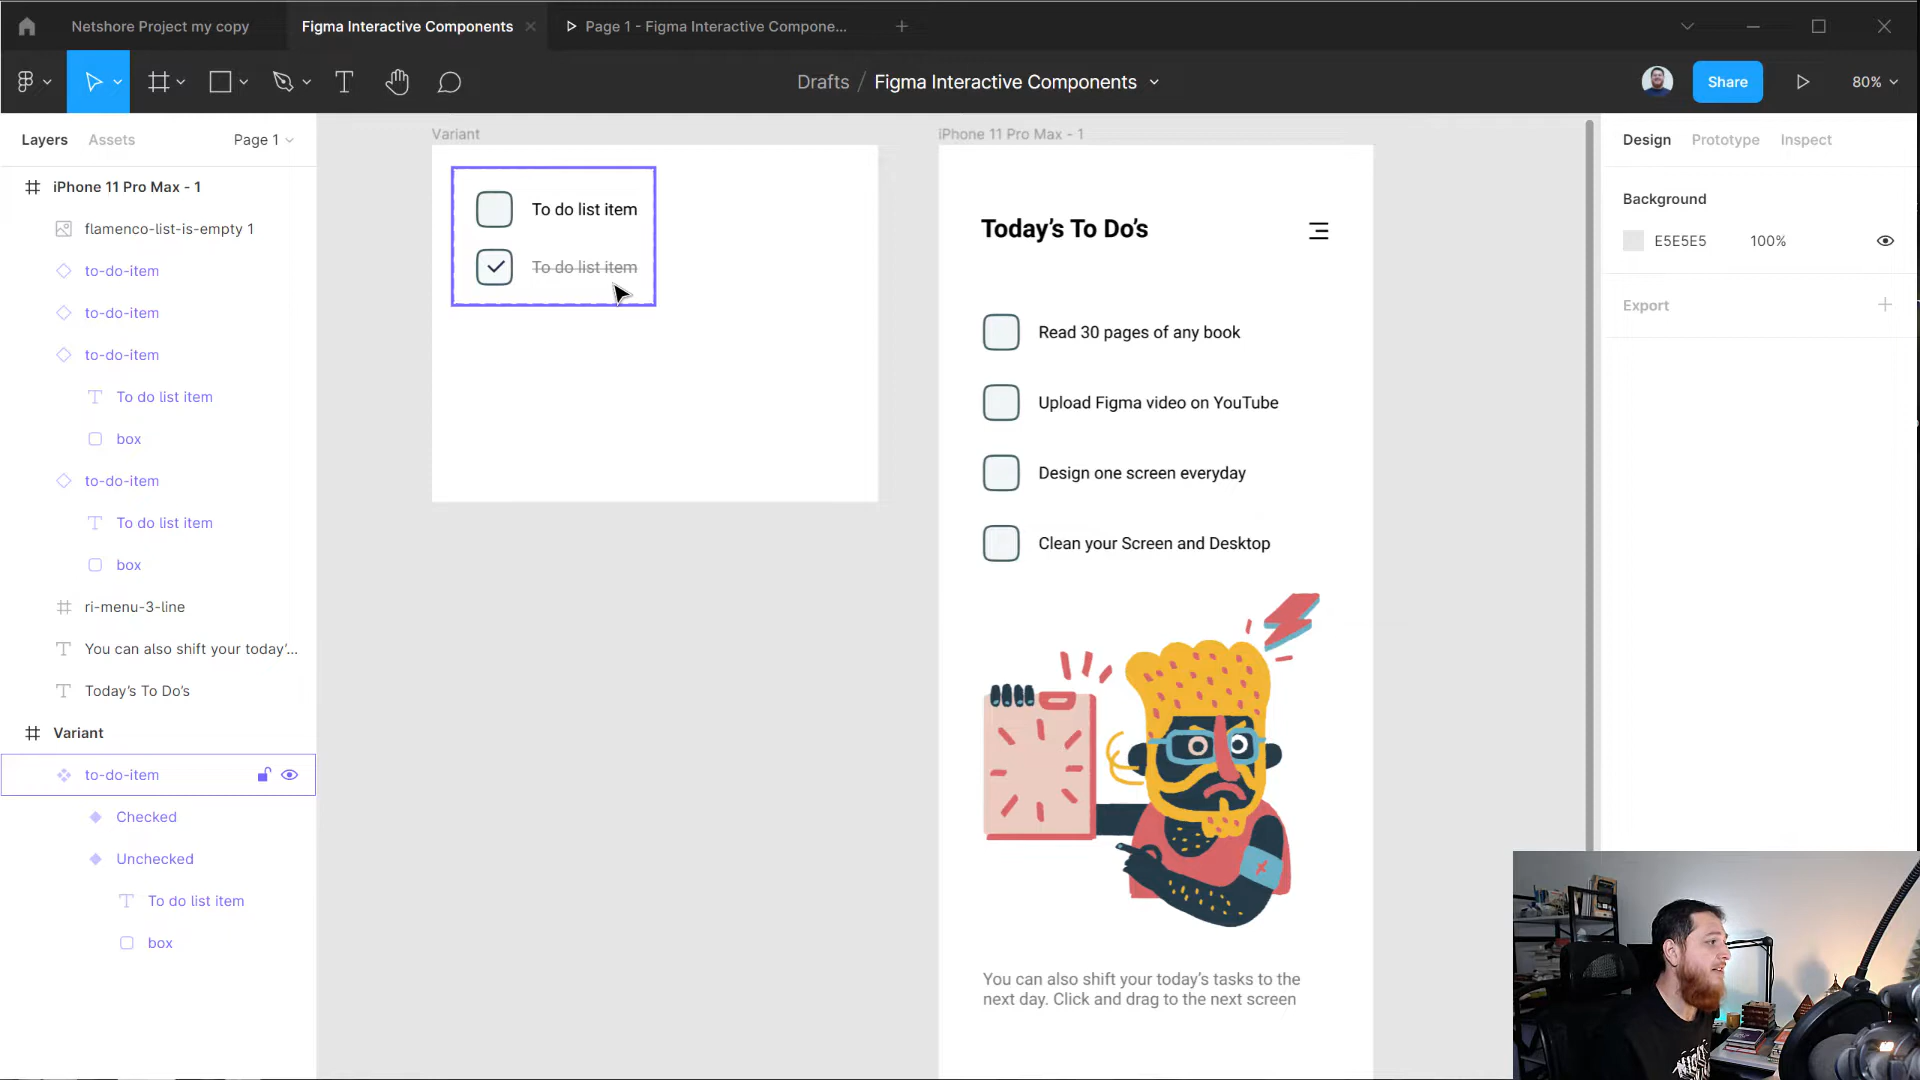 Netshore Project my copy
Figma Interactive Components
Page 1 - Figma Interactive Compone...
Drafts / Figma Interactive Components
Share
80%
Layers
Assets
Page 1
iPhone 11 Pro Max - 1
flamenco-list-is-empty 1
to-do-item
to-do-item
to-do-item
To do list item
box
to-do-item
To do list item
box
ri-menu-3-line
You can also shift your today'...
Today's To Do's
Variant
to-do-item
Checked
Unchecked
To do list item
box
Variant
To do list item
To do list item
iPhone 11 Pro Max - 1
Today's To Do's
Read 30 pages of any book
Upload Figma video on YouTube
Design one screen everyday
Clean your Screen and Desktop
You can also shift your today's tasks to the
next day. Click and drag to the next screen
Design
Prototype
Inspect
Background
E5E5E5
100%
Export